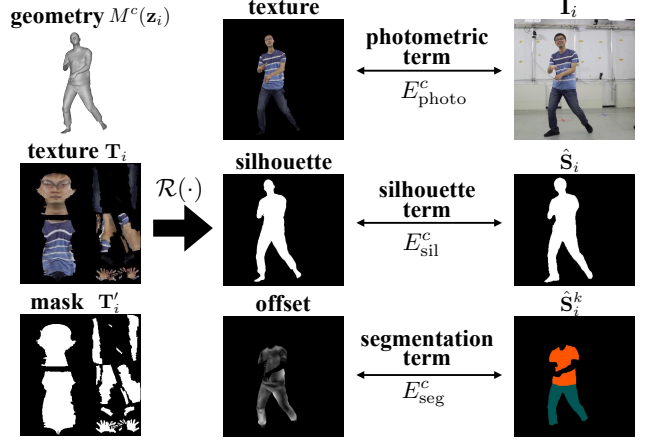 geometry M^c(z_i)
texture
I_i
photometric
term
E^c_photo
texture T_i
R(·)
silhouette
silhouette
term
E^c_sil
Ŝ_i
mask T'_i
offset
segmentation
term
E^c_seg
Ŝ^k_i